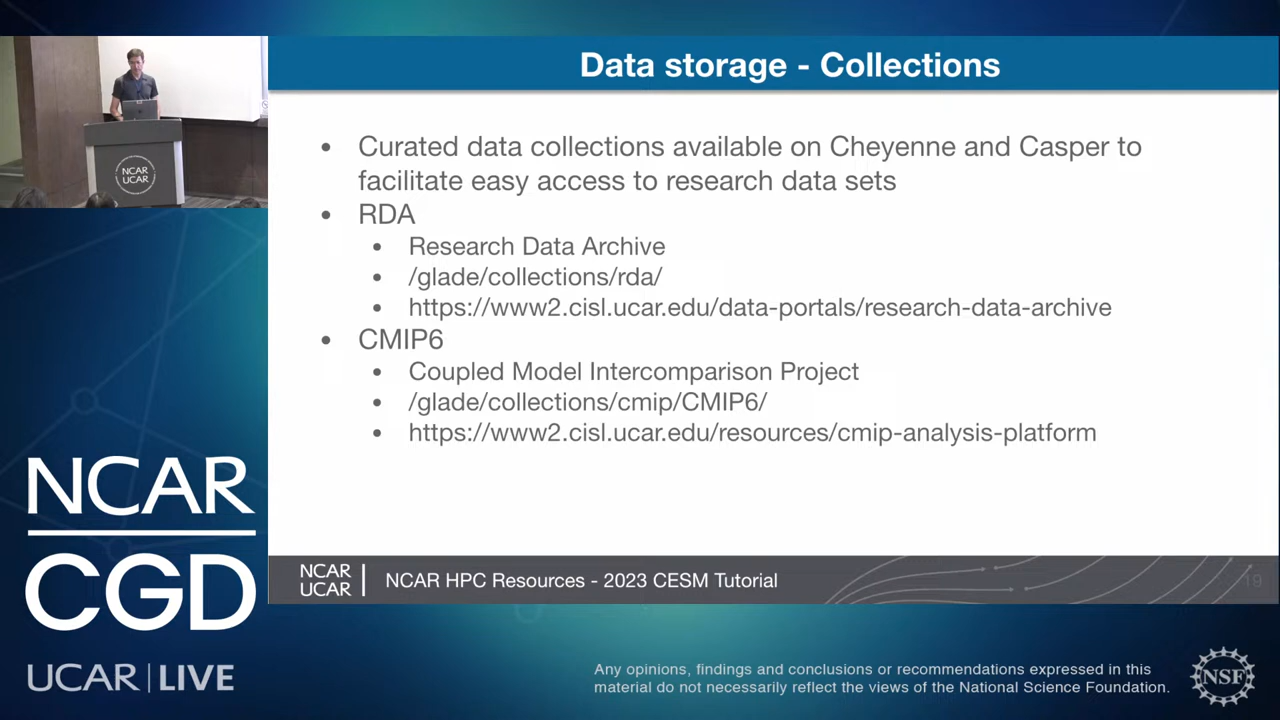 Data storage - Collections
• Curated data collections available on Cheyenne and Casper to
facilitate easy access to research data sets
• RDA
• Research Data Archive
• /glade/collections/rda/
• https://www2.cisl.ucar.edu/data-portals/research-data-archive
• CMIP6
• Coupled Model Intercomparison Project
• /glade/collections/cmip/CMIP6/
• https://www2.cisl.ucar.edu/resources/cmip-analysis-platform
NCAR
UCAR
NCAR
UCAR
NCAR HPC Resources - 2023 CESM Tutorial
19
NCAR
CGD
UCAR | LIVE
Any opinions, findings and conclusions or recommendations expressed in this
material do not necessarily reflect the views of the National Science Foundation.
NSF